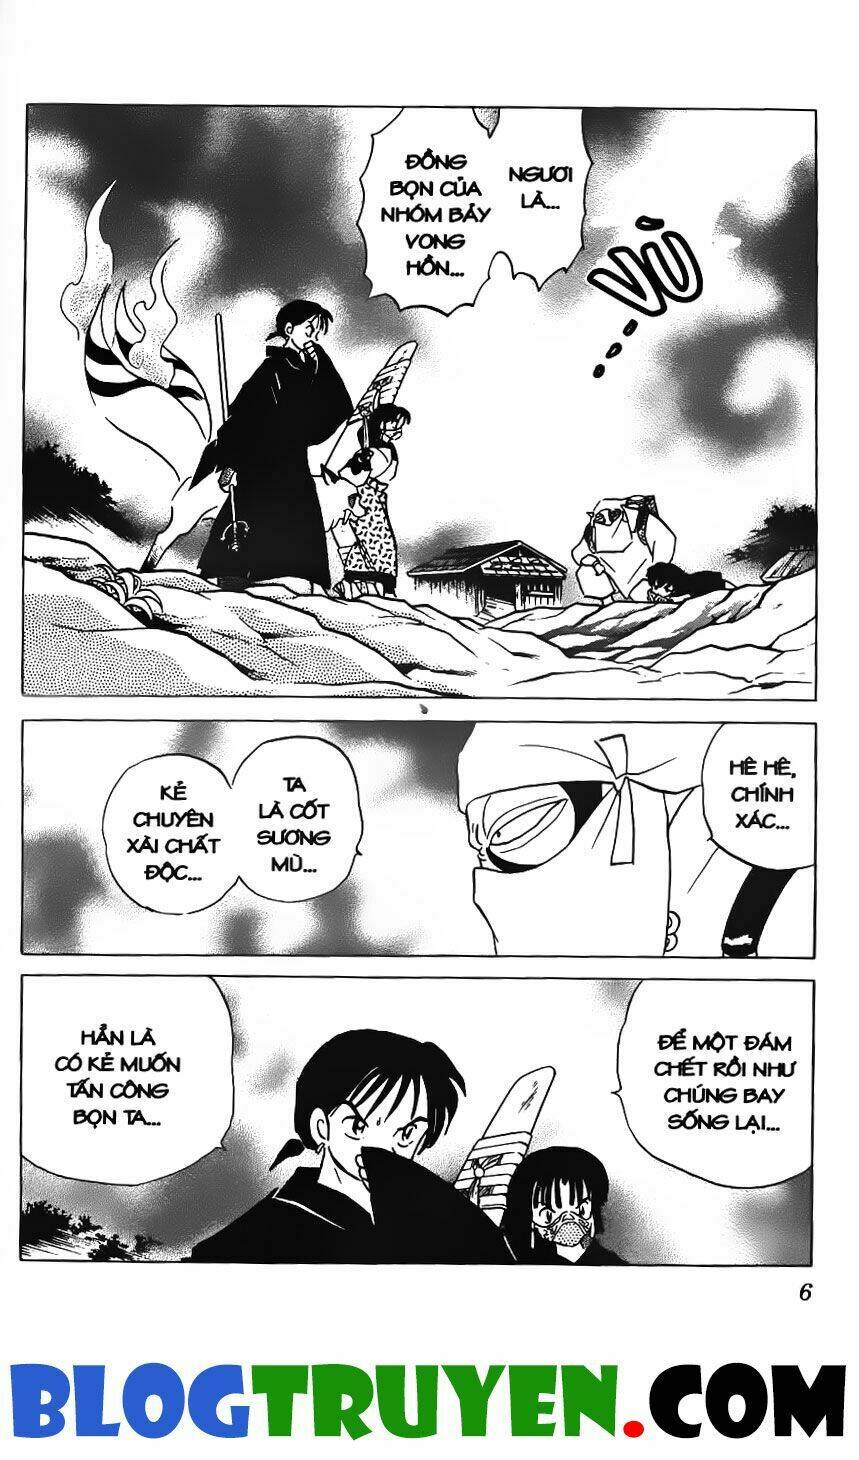 NGƯƠI
LÀ...
ĐỒNG
BỌN CỦA
NHÓM BẢY
VONG
HỒN...
VÙ
HÊ HÊ,
CHÍNH
XÁC...
TA
LÀ CỐT
SƯƠNG
MÙ...
KẺ
CHUYÊN
XÀI CHẤT
ĐỘC...
ĐỂ MỘT ĐÁM
CHẾT RỒI NHƯ
CHÚNG BAY
SỐNG LẠI...
HẲN LÀ
CÓ KẺ MUỐN
TẤN CÔNG
BỌN TA...
6
BLOGTRUYEN.COM